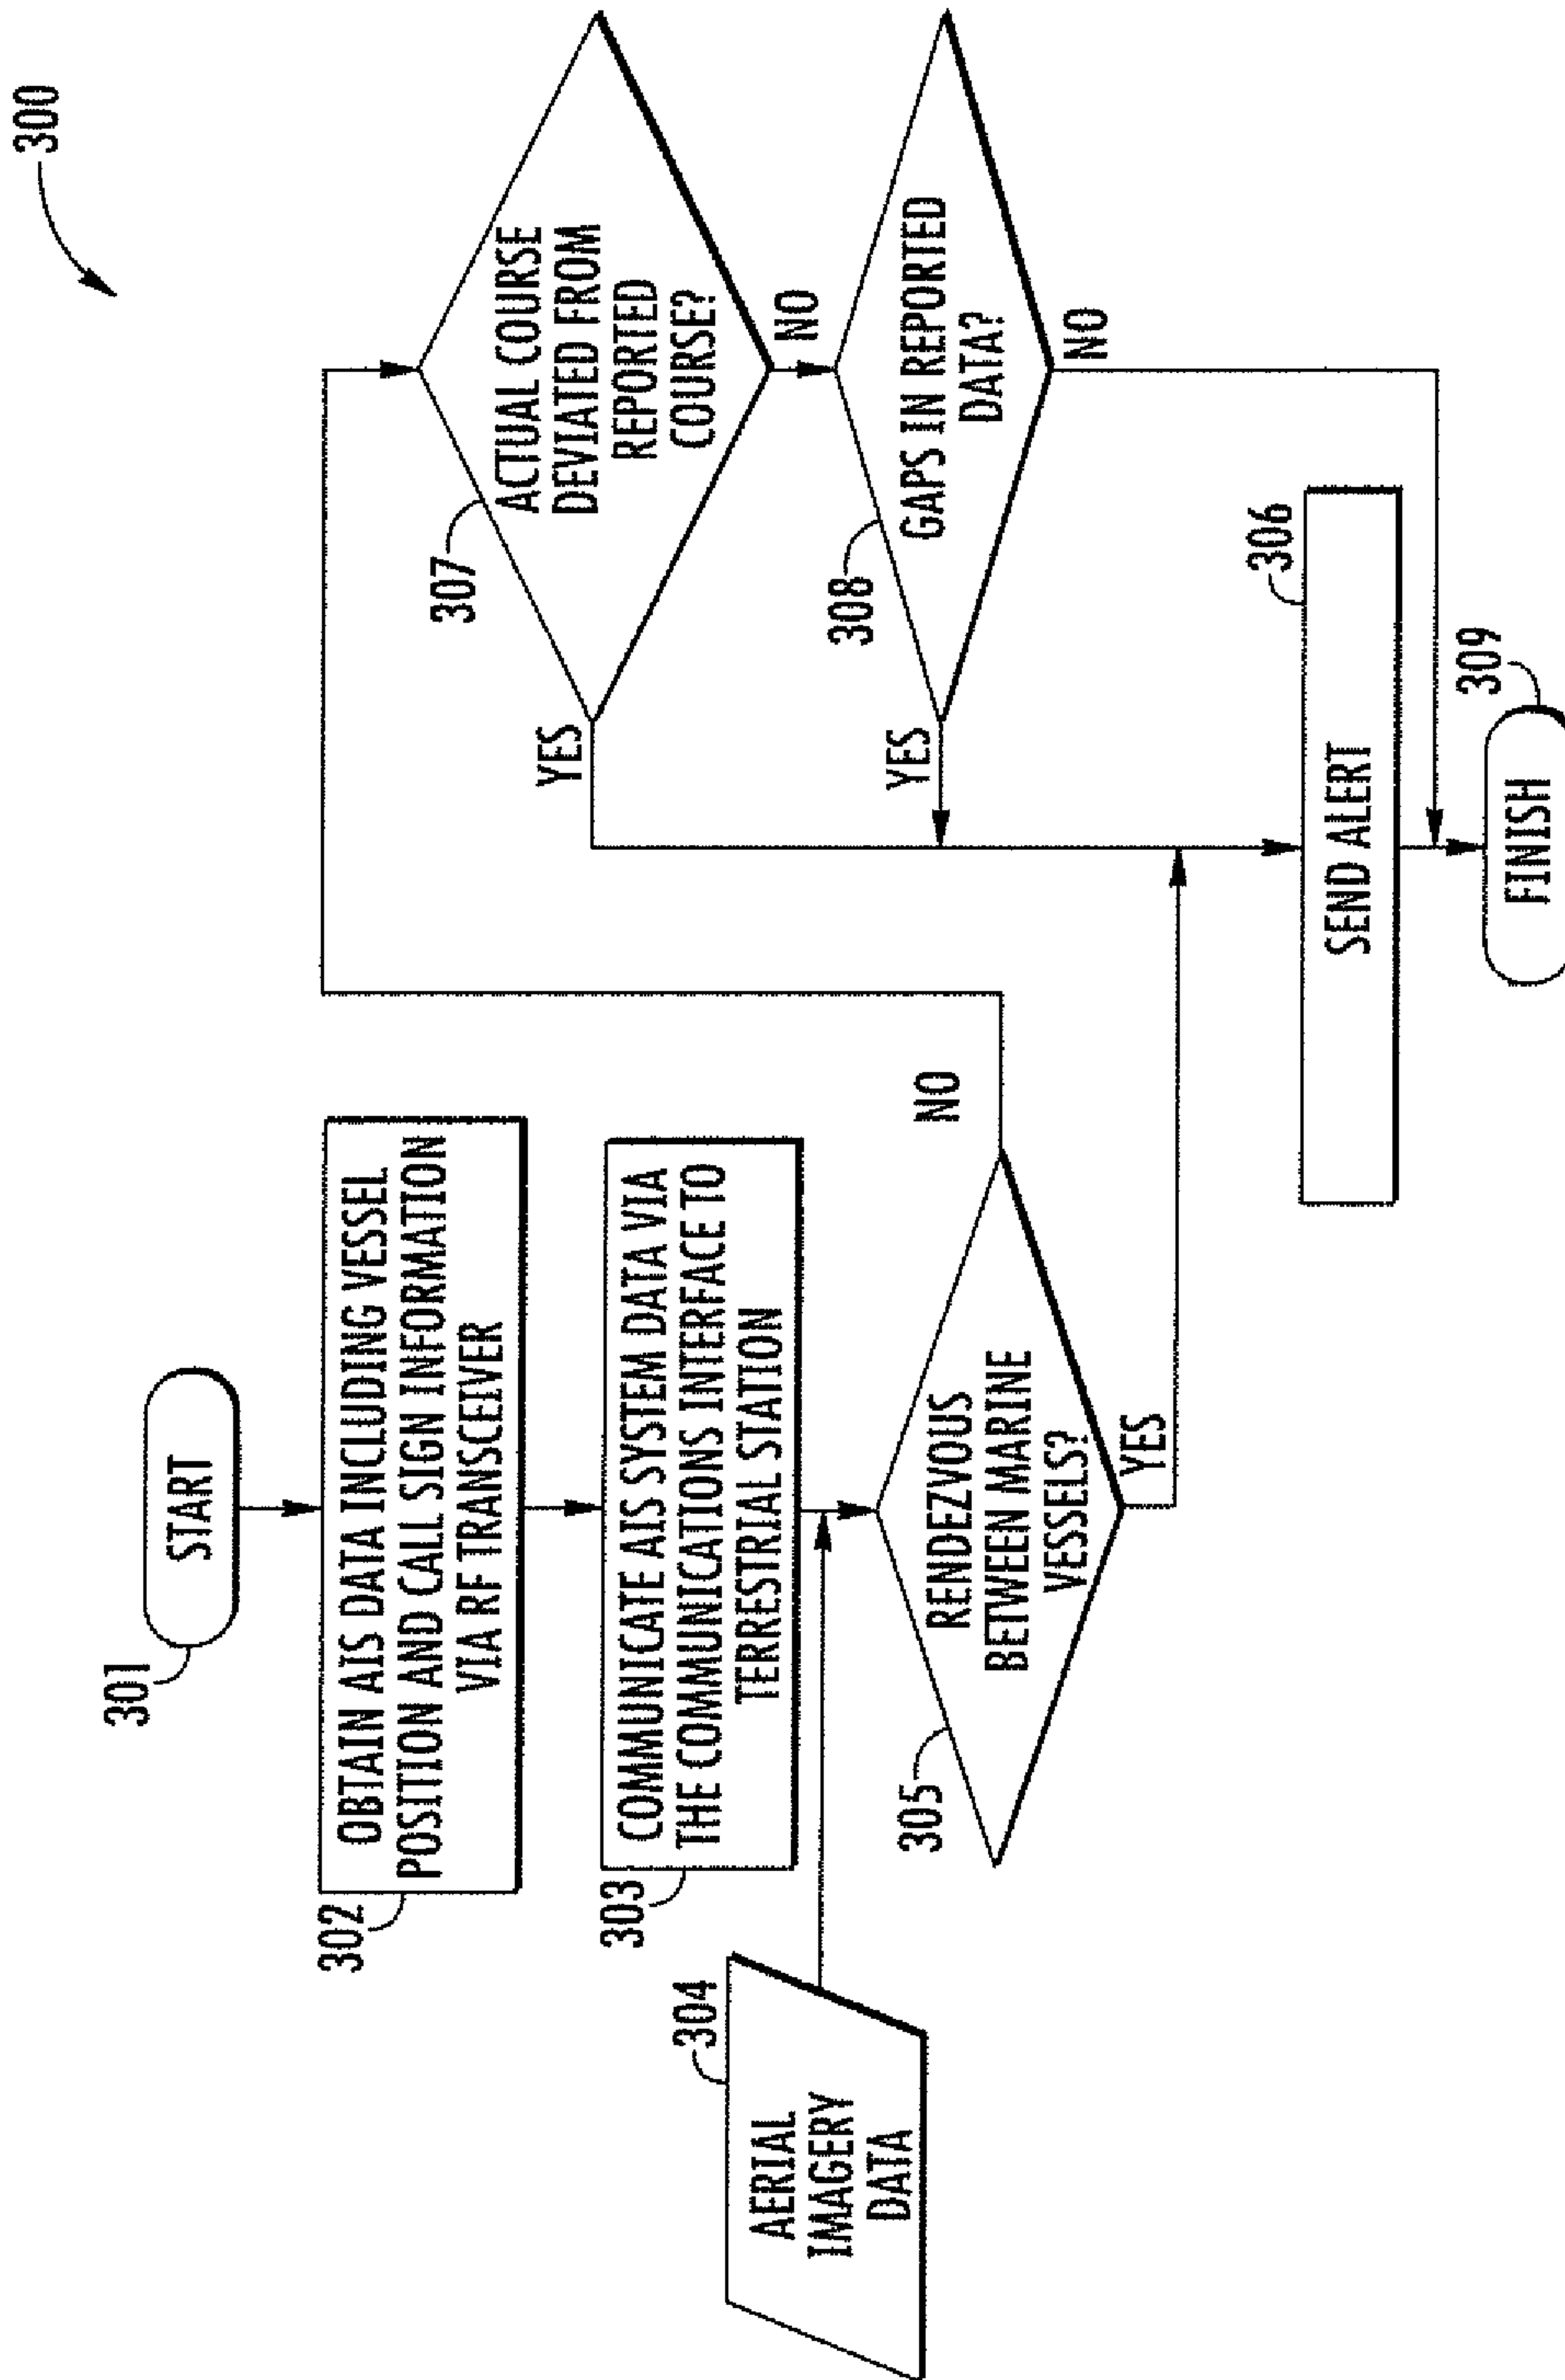 300
301
START
302
OBTAIN AIS DATA INCLUDING VESSEL
POSITION AND CALL SIGN INFORMATION
VIA RF TRANSCEIVER
303
COMMUNICATE AIS SYSTEM DATA VIA
THE COMMUNICATIONS INTERFACE TO
TERRESTRIAL STATION
304
AERIAL
IMAGERY
DATA
305
RENDEZVOUS
BETWEEN MARINE
VESSELS?
NO
YES
307
ACTUAL COURSE
DEVIATED FROM
REPORTED
COURSE?
YES
NO
308
GAPS IN REPORTED
DATA?
YES
NO
306
SEND ALERT
309
FINISH